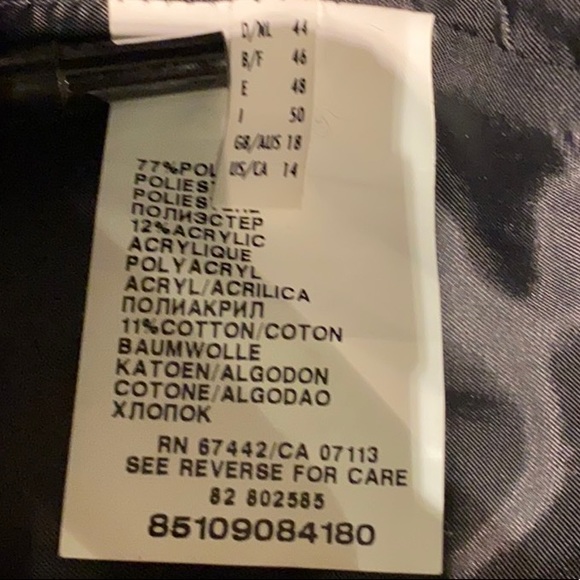 D/NL 44
B/F 46
E 48
I 50
GB/AUS 18
US/CA 14
77%POL
POLIEST
POLIEST
ПОЛИЭСТЕР
12%ACRYLIC
ACRYLIQUE
POLYACRYL
ACRYL/ACRILICA
ПОЛИАКРИЛ
11%COTTON/COTON
BAUMWOLLE
KATOEN/ALGODON
COTONE/ALGODAO
ХЛОПОК
RN 67442/CA 07113
SEE REVERSE FOR CARE
82 802585
85109084180